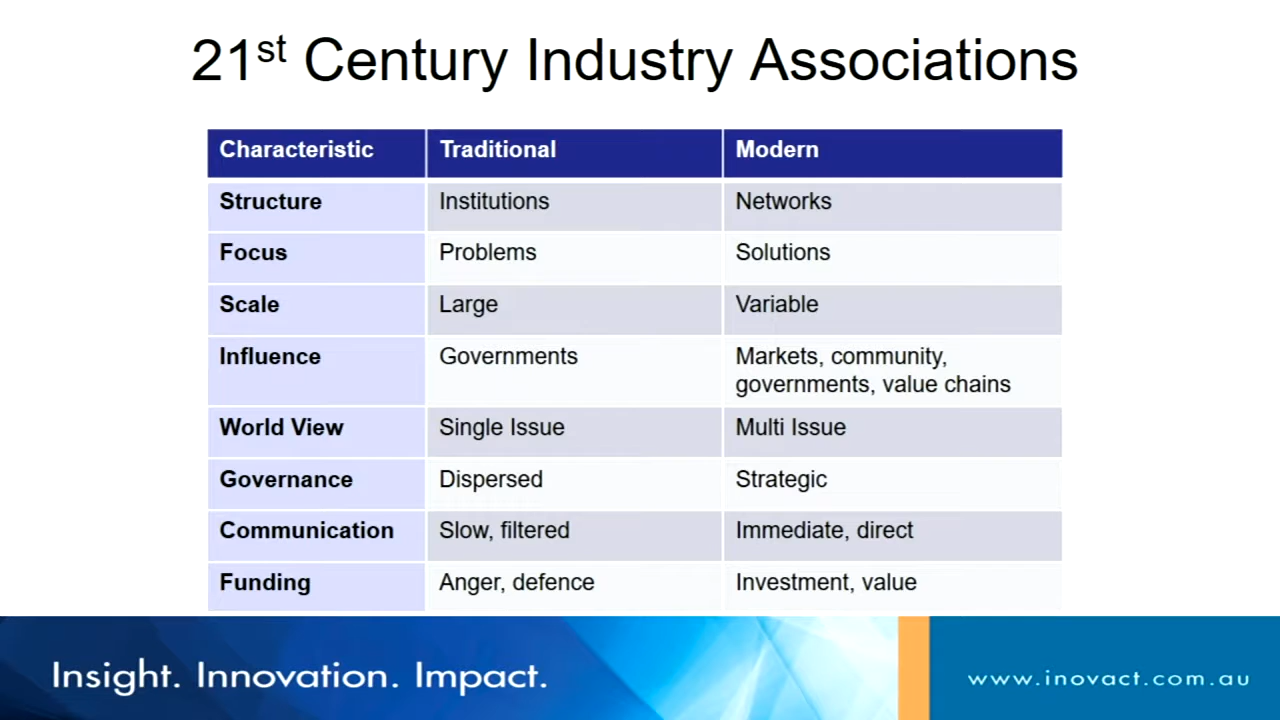 21st Century Industry Associations
Characteristic Traditional Modern
Structure Institutions Networks
Focus Problems Solutions
Scale Large Variable
Influence Governments Markets, community,
governments, value chains
World View Single Issue Multi Issue
Governance Dispersed Strategic
Communication Slow, filtered Immediate, direct
Funding Anger, defence Investment, value
Insight. Innovation. Impact.
www.inovact.com.au